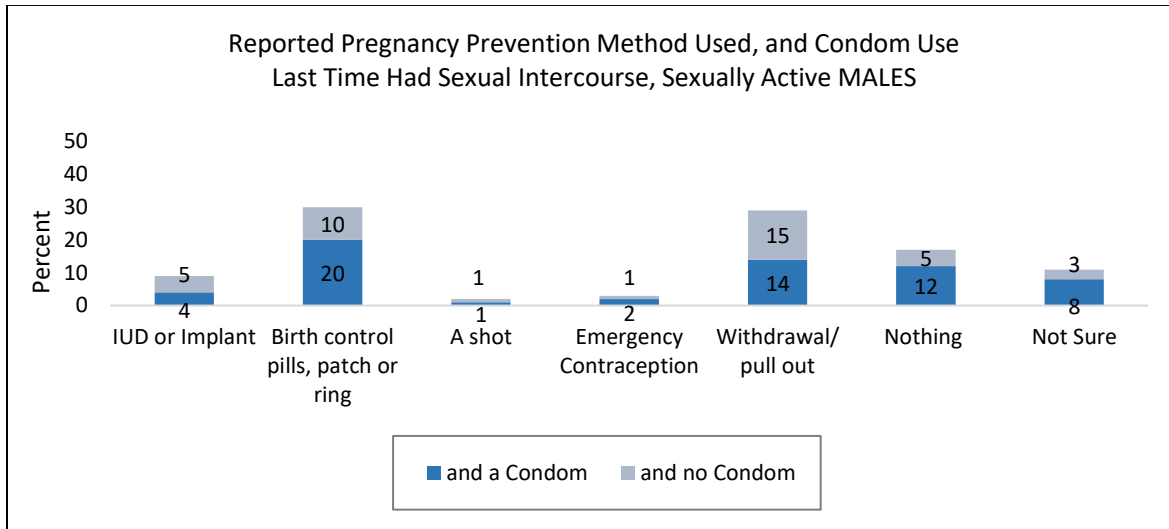 Reported Pregnancy Prevention Method Used, and Condom Use
Last Time Had Sexual Intercourse, Sexually Active MALES
Percent
50
40
30
20
10
0
5
4
10
20
1
1
1
2
15
14
5
12
3
8
IUD or Implant
Birth control
pills, patch or
ring
A shot
Emergency
Contraception
Withdrawal/
pull out
Nothing
Not Sure
and a Condom
and no Condom